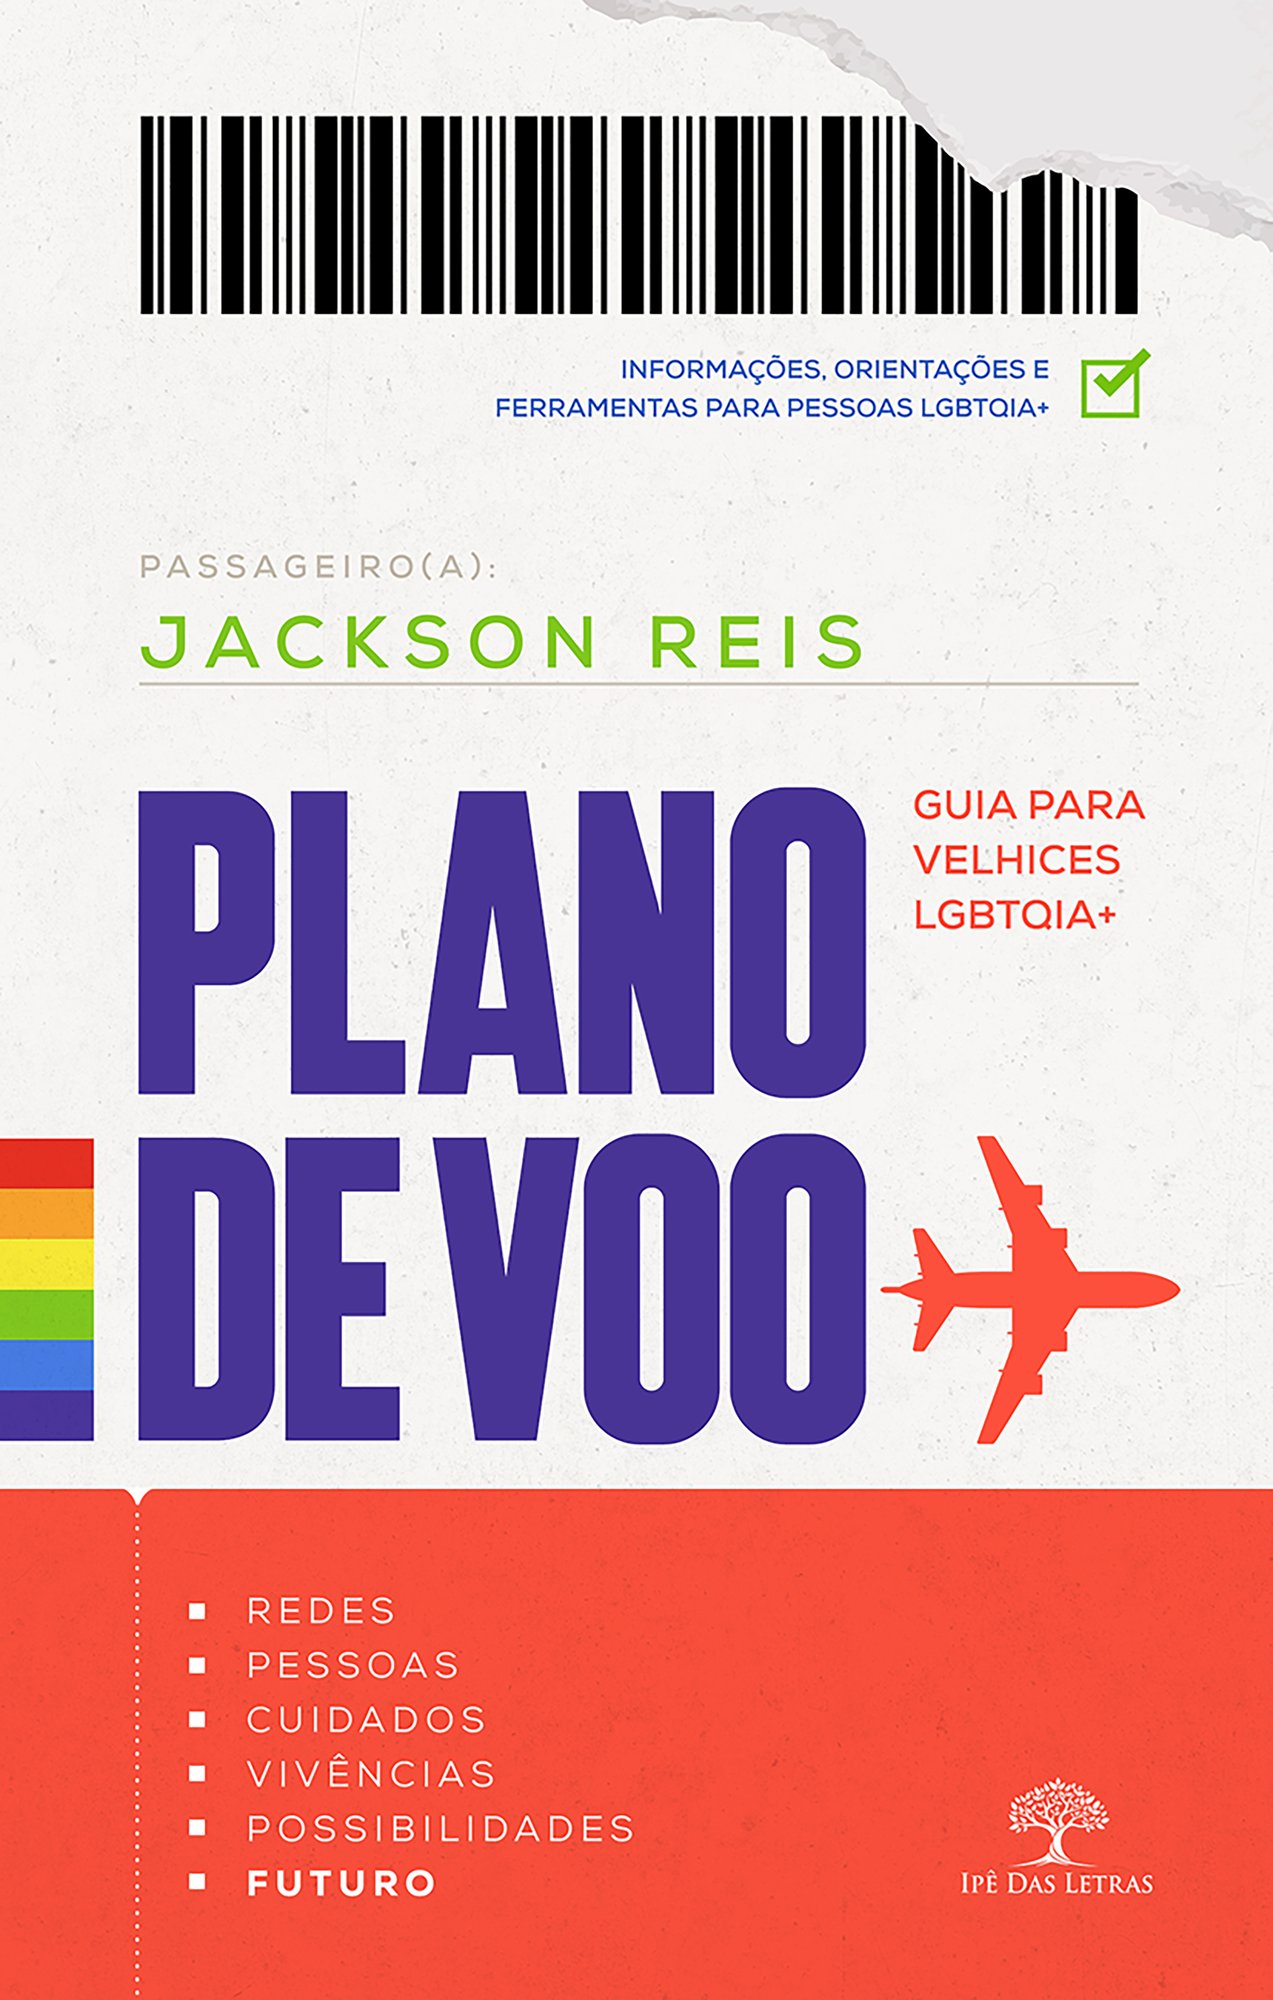 INFORMAÇÕES, ORIENTAÇÕES E
FERRAMENTAS PARA PESSOAS LGBTQIA+
PASSAGEIRO(A):
JACKSON REIS
PLANO
DE VOO
GUIA PARA
VELHICES
LGBTQIA+
REDES
PESSOAS
CUIDADOS
VIVÊNCIAS
POSSIBILIDADES
FUTURO
IPÊ DAS LETRAS